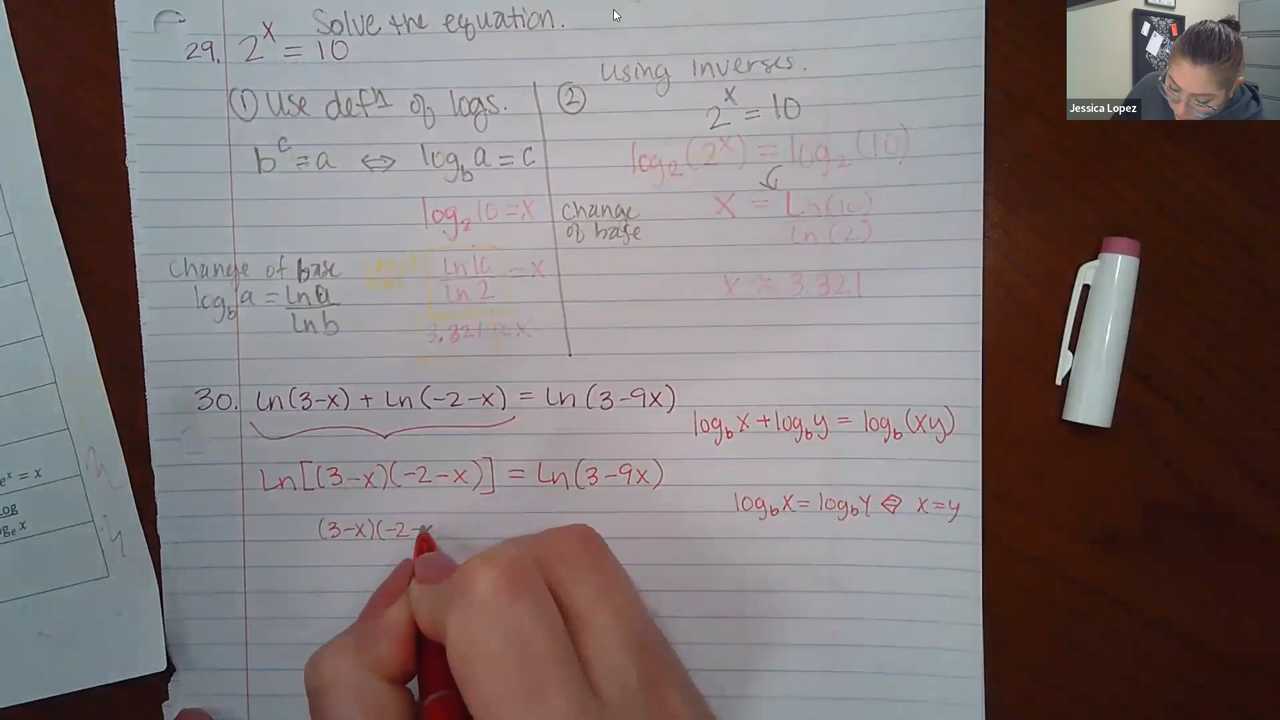 Solve the equation.
29. 2^x = 10
① Use defn of logs.
b^c = a ⇔ log_b a = c
log_2 10 = x
ln 10 / ln 2 = x
Change of base
log_b a = ln a / ln b
3.321 ≈ x
②
Using inverses.
2^x = 10
log_2(2^x) = log_2(10)
Change of base
x = Ln(10) / ln(2)
x ≈ 3.321
30. ln(3-x) + ln(-2-x) = ln(3-9x)
log_b x + log_b y = log_b(xy)
Ln[(3-x)(-2-x)] = Ln(3-9x)
log_b x = log_b y ⇔ x=y
(3-x)(-2-x
e^x = x
Jessica Lopez